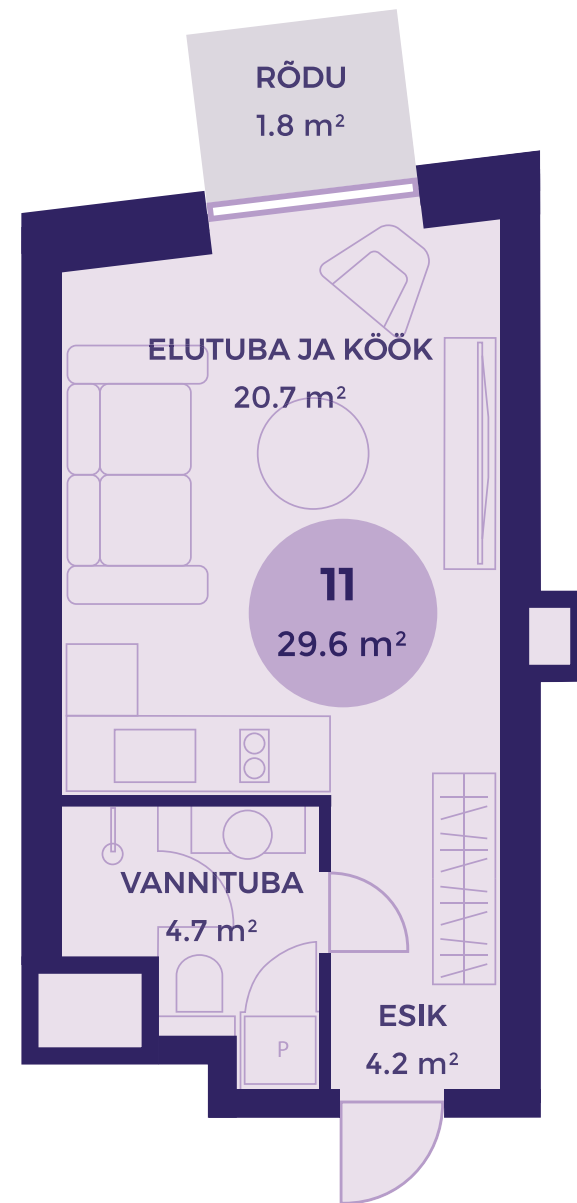 RÕDU
1.8 m²
ELUTUBA JA KÖÖK
20.7 m²
11
29.6 m²
VANNITUBA
4.7 m²
ESIK
4.2 m²
P